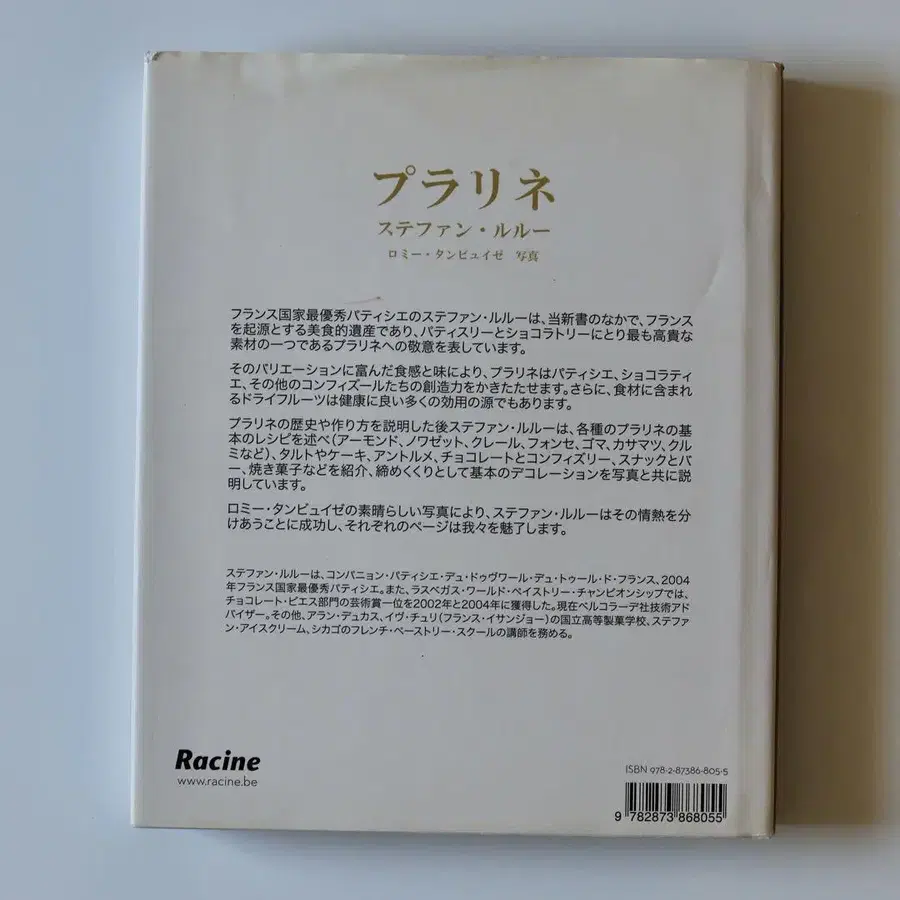 プラリネ
ステファン・ルルー
ロミー・タンピュイゼ 写真
フランス国家最優秀パティシエのステファン・ルルーは、当新書のなかで、フランス
を起源とする美食的遺産であり、パティスリーとショコラトリーにとり最も高貴な
素材の一つであるプラリネへの敬意を表しています。
そのバリエーションに富んだ食感と味により、プラリネはパティシエ、ショコラティ
エ、その他のコンフィズールたちの創造力をかきたたせます。さらに、食材に含まれ
るドライフルーツは健康に良い多くの効用の源でもあります。
プラリネの歴史や作り方を説明した後ステファン・ルルーは、各種のプラリネの基
本のレシピを述べ（アーモンド、ノワゼット、クレール、フォンセ、ゴマ、カサマツ、クル
ミなど）、タルトやケーキ、アントルメ、チョコレートとコンフィズリー、スナックとバ
ー、焼き菓子などを紹介、締めくくりとして基本のデコレーションを写真と共に説
明しています。
ロミー・タンピュイゼの素晴らしい写真により、ステファン・ルルーはその情熱を分
けあうことに成功し、それぞれのページは我々を魅了します。
ステファン・ルルーは、コンパニョン・パティシエ・デュ・ドゥヴワール・デュ・トゥール・ド・フランス、2004
年フランス国家最優秀パティシエ。また、ラスベガス・ワールド・ペイストリー・チャンピオンシップでは、
チョコレート・ピエス部門の芸術賞一位を2002年と2004年に獲得した。現在ベルコラーデ社技術アド
バイザー。その他、アラン・デュカス、イヴ・チュリ（フランス・イサンジョー）の国立高等製菓学校、ステファ
ン・アイスクリーム、シカゴのフレンチ・ペーストリー・スクールの講師を務める。
Racine
www.racine.be
ISBN 978-2-87386-805-5
9 782873 868055